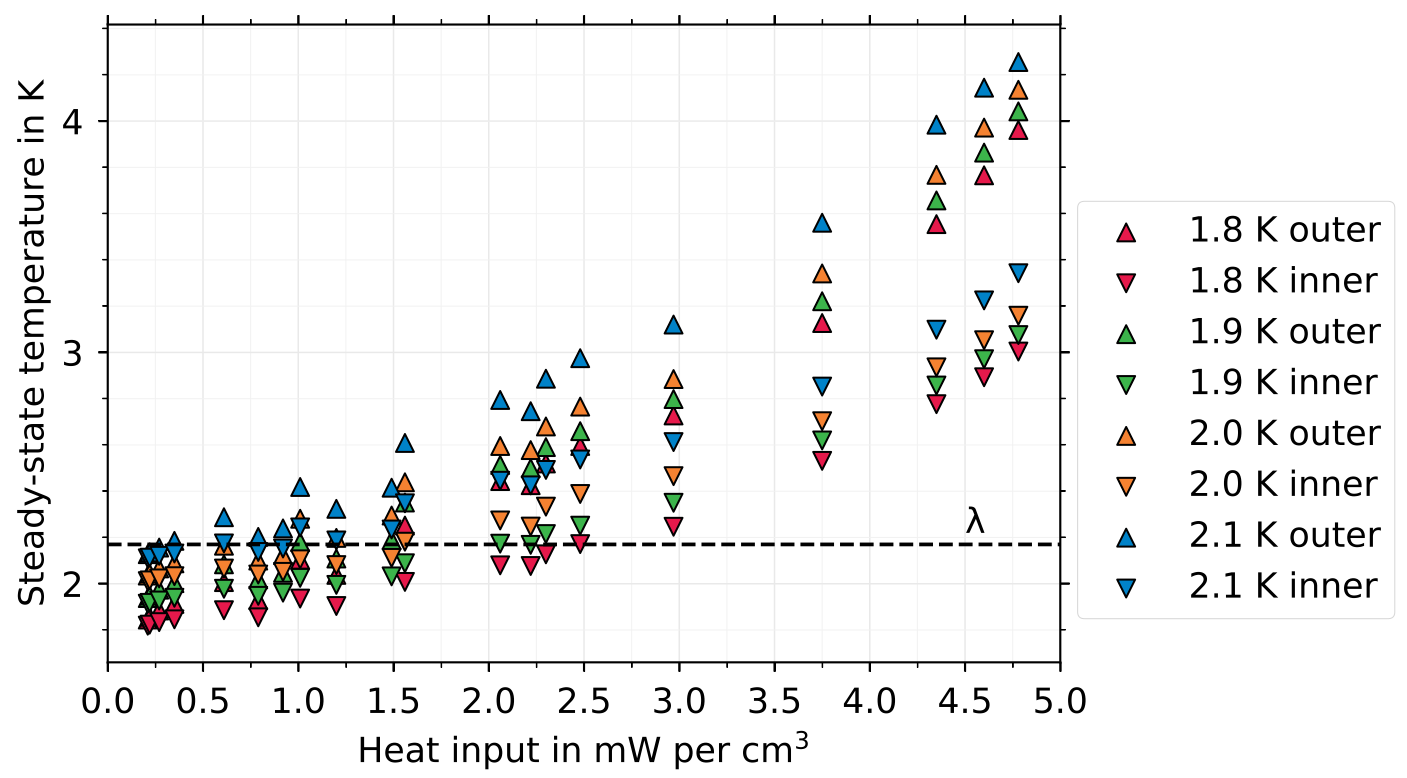 Steady-state temperature in K
4
3
2
λ
0.0 0.5 1.0 1.5 2.0 2.5 3.0 3.5 4.0 4.5 5.0
Heat input in mW per cm³
1.8 K outer
1.8 K inner
1.9 K outer
1.9 K inner
2.0 K outer
2.0 K inner
2.1 K outer
2.1 K inner